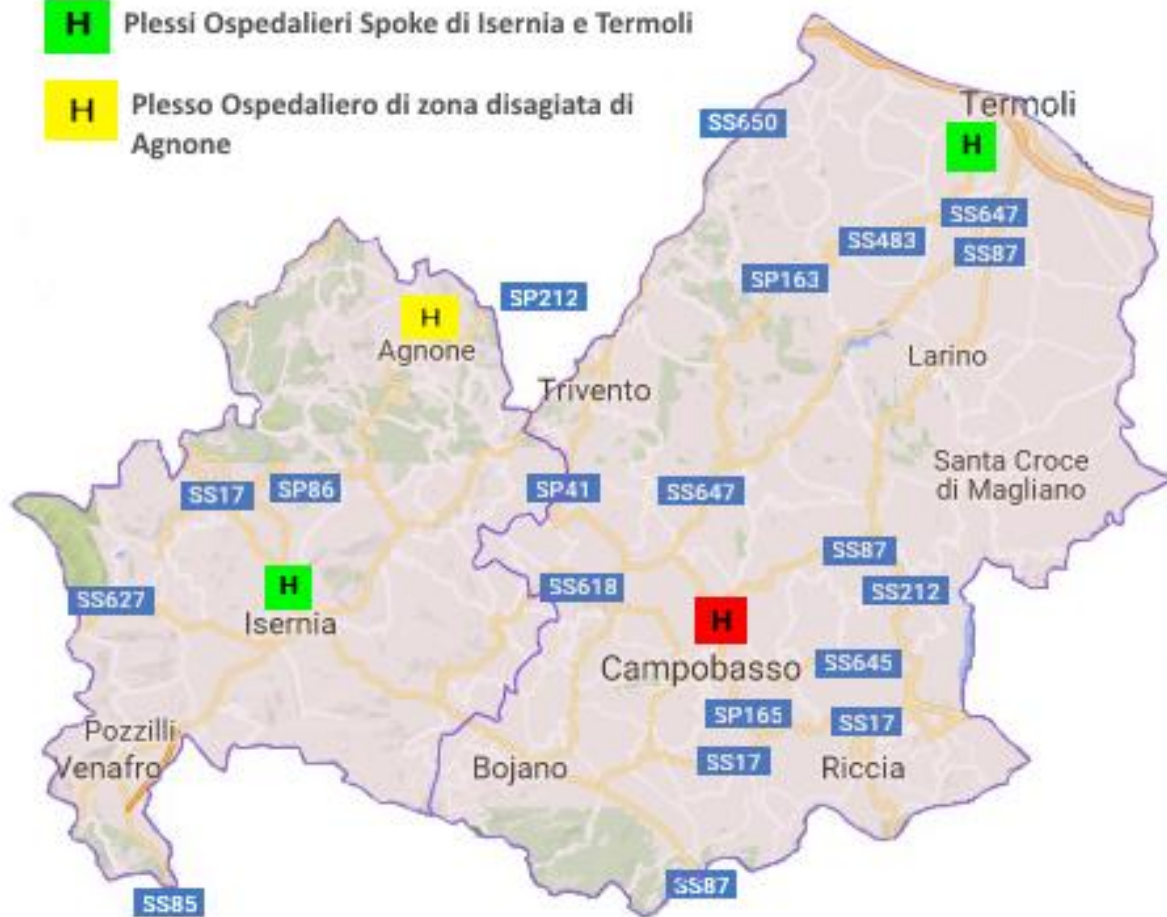 H Plessi Ospedalieri Spoke di Isernia e Termoli
H Plesso Ospedaliero di zona disagiata di
Agnone
Termoli
SS650
H
SS647
SS483
SS87
SP163
SP212
H
Agnone
Larino
Trivento
Santa Croce
di Magliano
SS17
SP86
SP41
SS647
SS87
H
SS618
SS212
SS627
Isernia
H
Campobasso
SS645
SP165
SS17
Pozzilli
Venafro
Bojano
SS17
Riccia
SS87
SS85